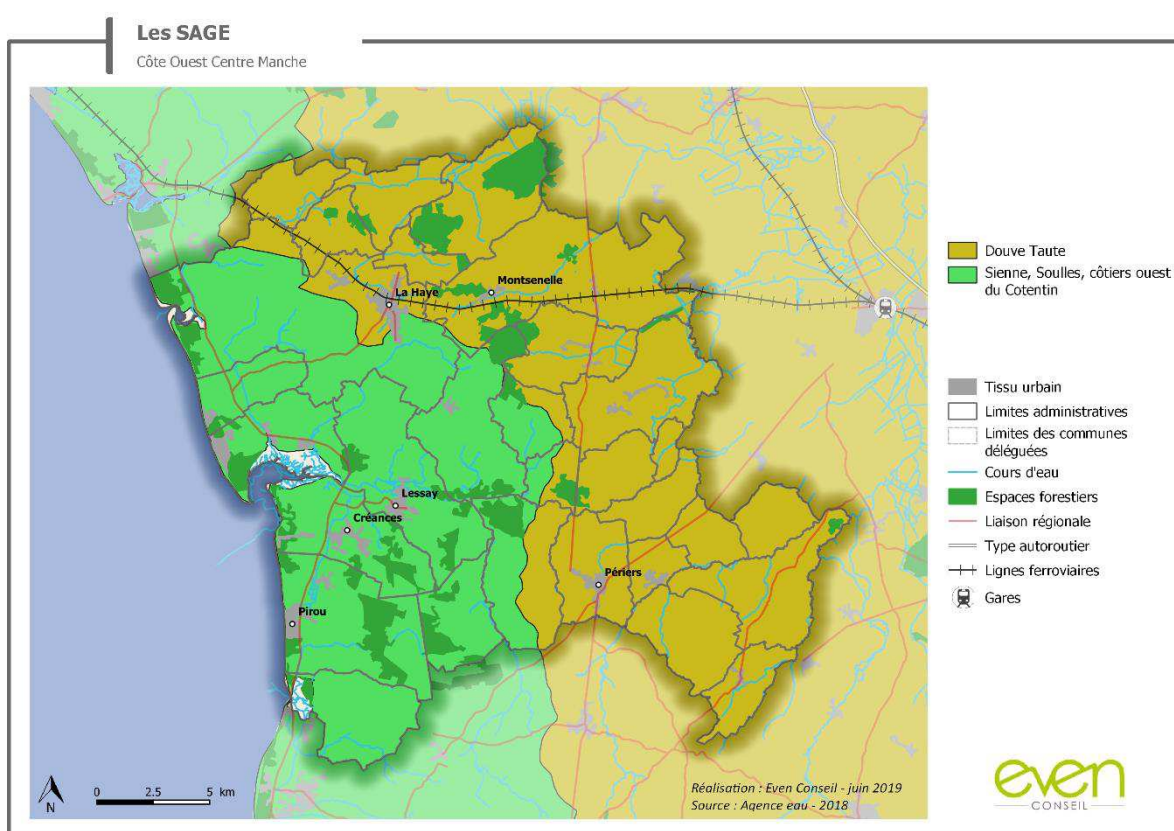 Les SAGE
Côte Ouest Centre Manche
La Haye
Montsenelle
Lessay
Créances
Périers
Pirou
Douve Taute
Sienne, Soulles, côtiers ouest
du Cotentin
Tissu urbain
Limites administratives
Limites des communes
déléguées
Cours d'eau
Espaces forestiers
Liaison régionale
Type autoroutier
Lignes ferroviaires
Gares
N
0 2.5 5 km
Réalisation : Even Conseil - juin 2019
Source : Agence eau - 2018
even
CONSEIL